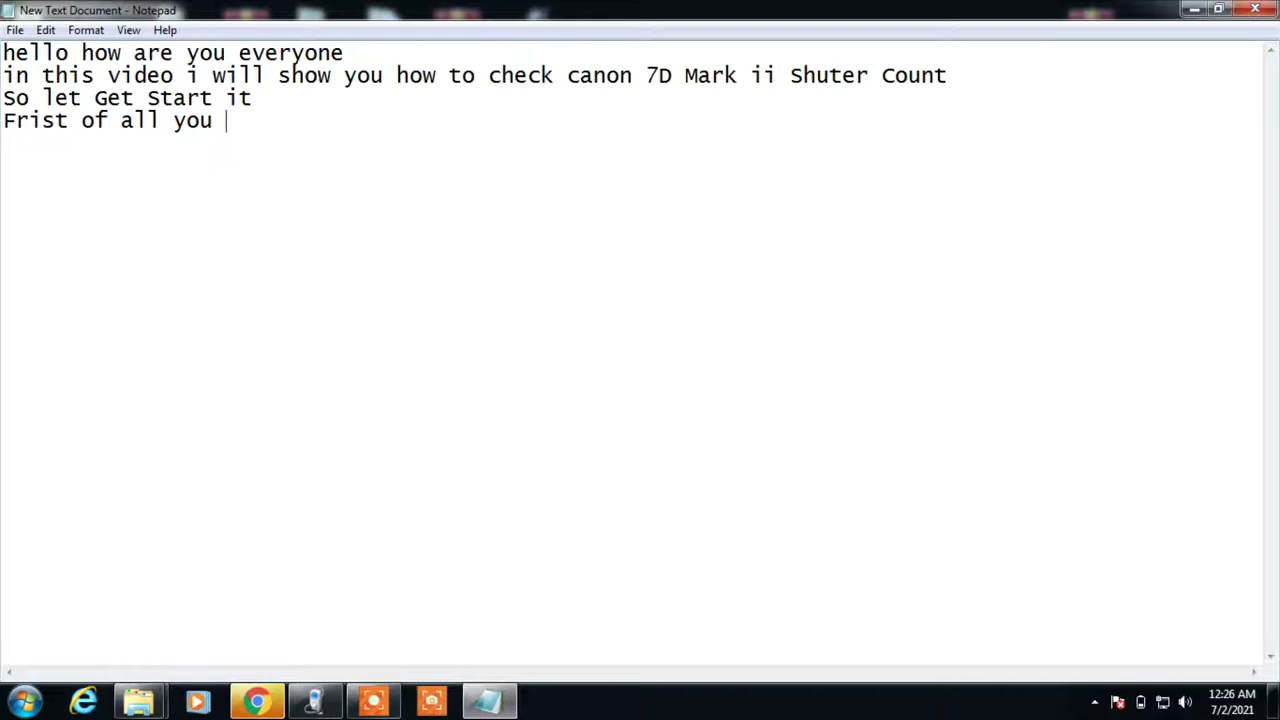 New Text Document - Notepad
File Edit Format View Help
hello how are you everyone
in this video i will show you how to check canon 7D Mark ii Shuter Count
So let Get Start it
Frist of all you
12:26 AM
7/2/2021